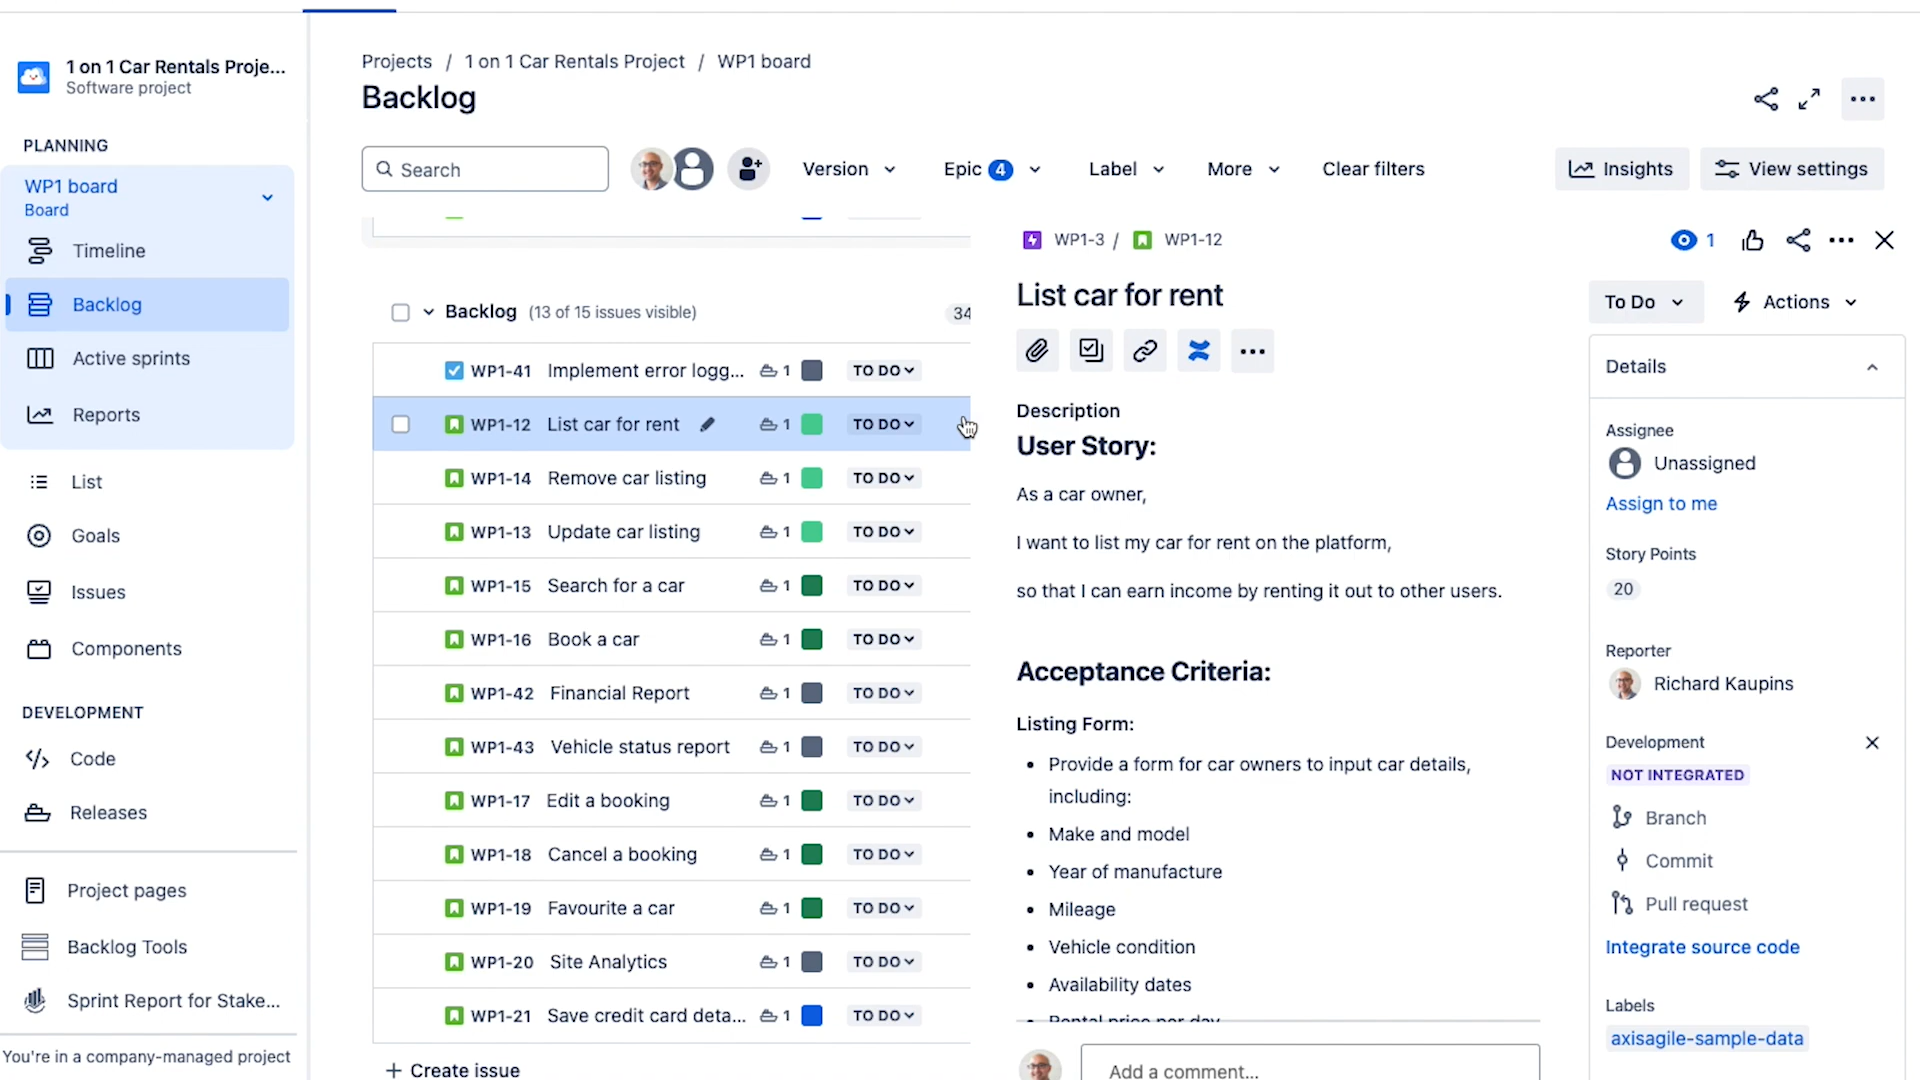 1 on 1 Car Rentals Proje...
Software project
PLANNING
WP1 board
Board
Timeline
Backlog
Active sprints
Reports
List
Goals
Issues
Components
DEVELOPMENT
Code
Releases
Project pages
Backlog Tools
Sprint Report for Stake...
You're in a company-managed project
Projects / 1 on 1 Car Rentals Project / WP1 board
Backlog
Search
Version
Epic 4
Label
More
Clear filters
Insights
View settings
Backlog (13 of 15 issues visible) 34
WP1-41 Implement error logg... 1 TO DO
WP1-12 List car for rent 1 TO DO
WP1-14 Remove car listing 1 TO DO
WP1-13 Update car listing 1 TO DO
WP1-15 Search for a car 1 TO DO
WP1-16 Book a car 1 TO DO
WP1-42 Financial Report 1 TO DO
WP1-43 Vehicle status report 1 TO DO
WP1-17 Edit a booking 1 TO DO
WP1-18 Cancel a booking 1 TO DO
WP1-19 Favourite a car 1 TO DO
WP1-20 Site Analytics 1 TO DO
WP1-21 Save credit card deta... 1 TO DO
+ Create issue
WP1-3 / WP1-12
1
List car for rent
Description
User Story:
As a car owner,
I want to list my car for rent on the platform,
so that I can earn income by renting it out to other users.
Acceptance Criteria:
Listing Form:
• Provide a form for car owners to input car details,
including:
• Make and model
• Year of manufacture
• Mileage
• Vehicle condition
• Availability dates
• Rental price per day
Add a comment...
To Do
Actions
Details
Assignee
Unassigned
Assign to me
Story Points
20
Reporter
Richard Kaupins
Development
NOT INTEGRATED
Branch
Commit
Pull request
Integrate source code
Labels
axisagile-sample-data